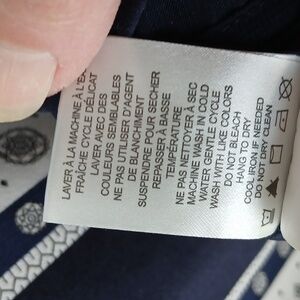 LAVER À LA MACHINE À L'EAU
FRAÎCHE CYCLE DÉLICAT
LAVER AVEC DES
COULEURS SEMBLABLES
NE PAS UTILISER D'AGENT
DE BLANCHIMENT
SUSPENDRE POUR SECHER
REPASSER À BASSE
TEMPÉRATURE
NE PAS NETTOYER À SEC
MACHINE WASH IN COLD
WATER GENTLE CYCLE
WASH WITH LIKE COLORS
DO NOT BLEACH
HANG TO DRY
COOL IRON UP IF NEEDED
DO NOT DRY CLEAN